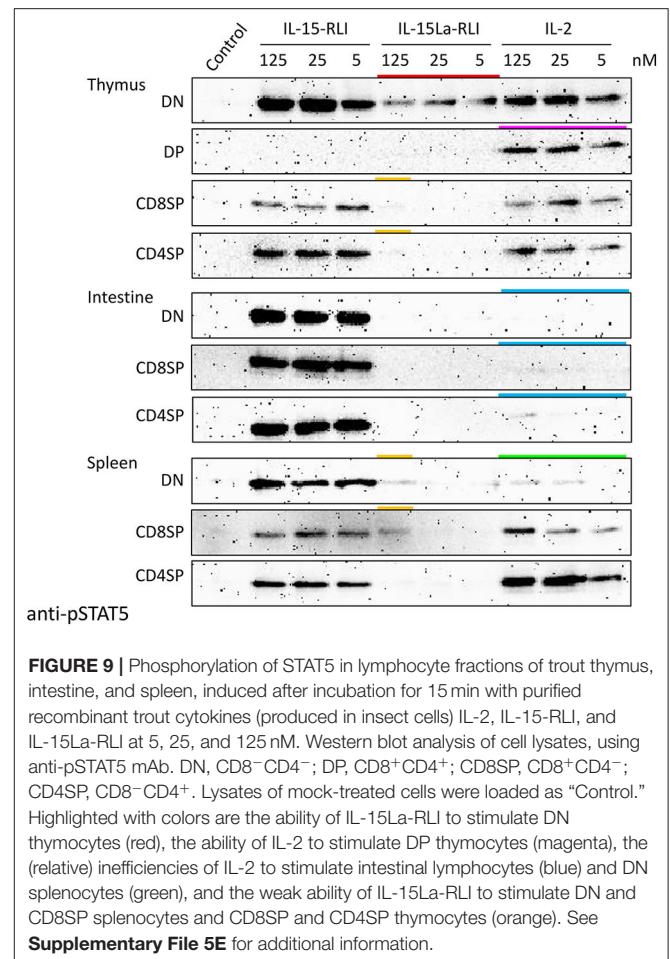 Control IL-15-RLI IL-15La-RLI IL-2
125 25 5 125 25 5 125 25 5 nM
Thymus
DN
DP
CD8SP
CD4SP
Intestine
DN
CD8SP
CD4SP
Spleen
DN
CD8SP
CD4SP
anti-pSTAT5
FIGURE 9 | Phosphorylation of STAT5 in lymphocyte fractions of trout thymus,
intestine, and spleen, induced after incubation for 15 min with purified
recombinant trout cytokines (produced in insect cells) IL-2, IL-15-RLI, and
IL-15La-RLI at 5, 25, and 125 nM. Western blot analysis of cell lysates, using
anti-pSTAT5 mAb. DN, CD8−CD4−; DP, CD8+CD4+; CD8SP, CD8+CD4−;
CD4SP, CD8−CD4+. Lysates of mock-treated cells were loaded as “Control.”
Highlighted with colors are the ability of IL-15La-RLI to stimulate DN
thymocytes (red), the ability of IL-2 to stimulate DP thymocytes (magenta), the
(relative) inefficiencies of IL-2 to stimulate intestinal lymphocytes (blue) and DN
splenocytes (green), and the weak ability of IL-15La-RLI to stimulate DN and
CD8SP splenocytes and CD8SP and CD4SP thymocytes (orange). See
Supplementary File 5E for additional information.